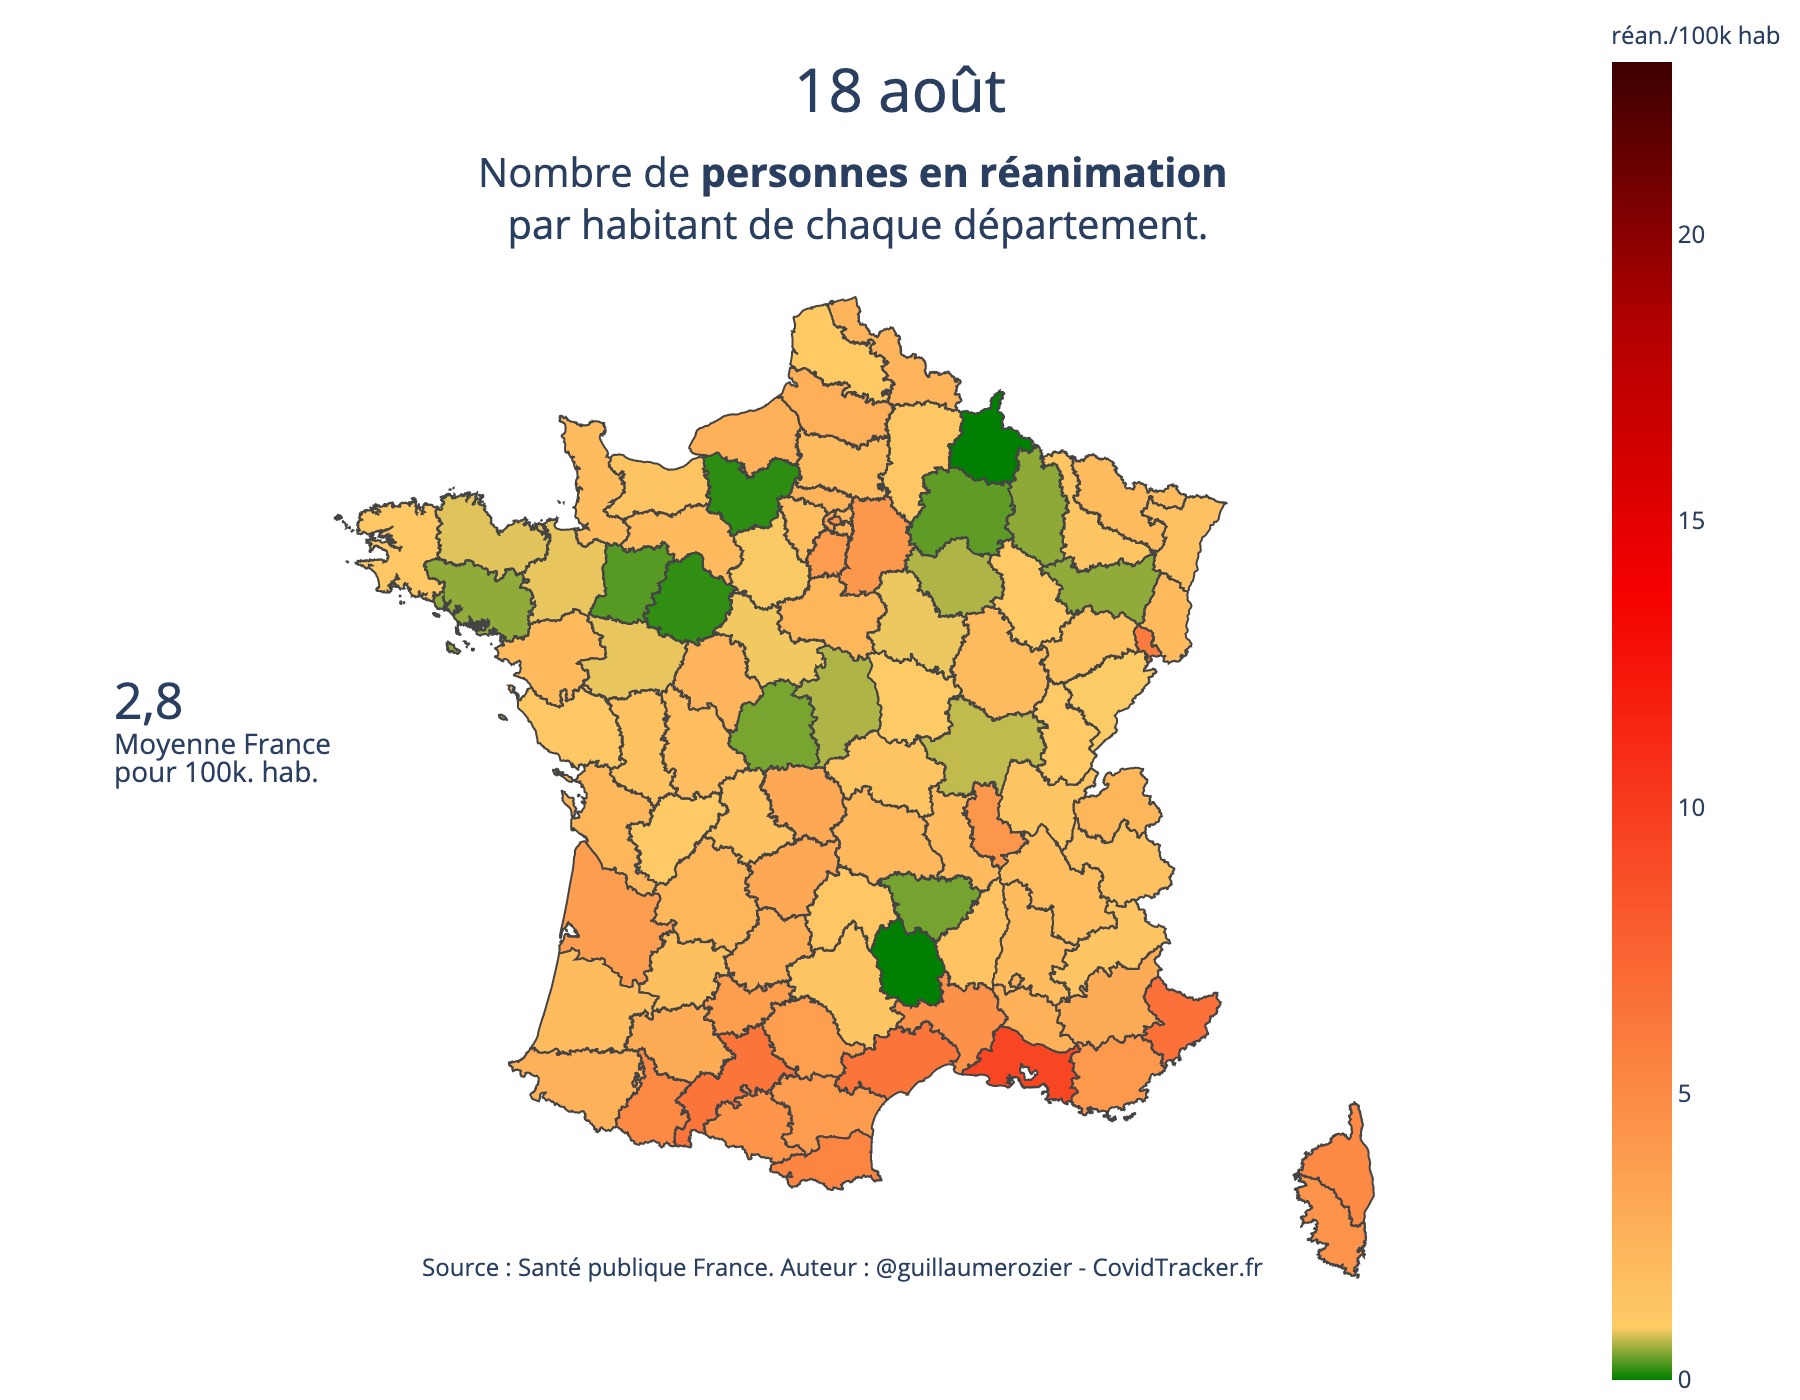 réan./100k hab
18 août
Nombre de personnes en réanimation
par habitant de chaque département.
20
15
10
5
0
2,8
Moyenne France
pour 100k. hab.
Source : Santé publique France. Auteur : @guillaumerozier - CovidTracker.fr